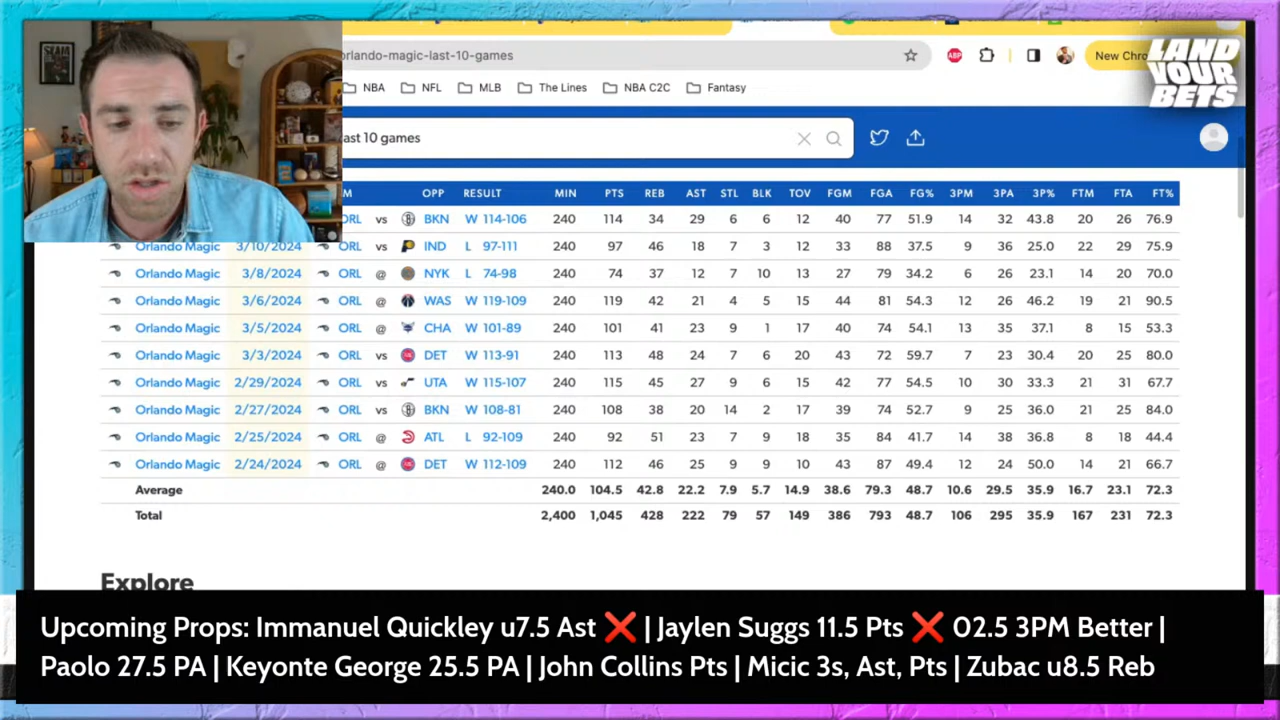 orlando-magic-last-10-games
New Chro
LAND
YOUR
BETS
NBA
NFL
MLB
The Lines
NBA C2C
Fantasy
ast 10 games
M OPP RESULT MIN PTS REB AST STL BLK TOV FGM FGA FG% 3PM 3PA 3P% FTM FTA FT%
ORL vs BKN W 114-106 240 114 34 29 6 6 12 40 77 51.9 14 32 43.8 20 26 76.9
Orlando Magic 3/10/2024 ORL vs IND L 97-111 240 97 46 18 7 3 12 33 88 37.5 9 36 25.0 22 29 75.9
Orlando Magic 3/8/2024 ORL @ NYK L 74-98 240 74 37 12 7 10 13 27 79 34.2 6 26 23.1 14 20 70.0
Orlando Magic 3/6/2024 ORL @ WAS W 119-109 240 119 42 21 4 5 15 44 81 54.3 12 26 46.2 19 21 90.5
Orlando Magic 3/5/2024 ORL @ CHA W 101-89 240 101 41 23 9 1 17 40 74 54.1 13 35 37.1 8 15 53.3
Orlando Magic 3/3/2024 ORL vs DET W 113-91 240 113 48 24 7 6 20 43 72 59.7 7 23 30.4 20 25 80.0
Orlando Magic 2/29/2024 ORL vs UTA W 115-107 240 115 45 27 9 6 15 42 77 54.5 10 30 33.3 21 31 67.7
Orlando Magic 2/27/2024 ORL vs BKN W 108-81 240 108 38 20 14 2 17 39 74 52.7 9 25 36.0 21 25 84.0
Orlando Magic 2/25/2024 ORL @ ATL L 92-109 240 92 51 23 7 9 18 35 84 41.7 14 38 36.8 8 18 44.4
Orlando Magic 2/24/2024 ORL @ DET W 112-109 240 112 46 25 9 9 10 43 87 49.4 12 24 50.0 14 21 66.7
Average 240.0 104.5 42.8 22.2 7.9 5.7 14.9 38.6 79.3 48.7 10.6 29.5 35.9 16.7 23.1 72.3
Total 2,400 1,045 428 222 79 57 149 386 793 48.7 106 295 35.9 167 231 72.3
Explore
Upcoming Props: Immanuel Quickley u7.5 Ast ❌ | Jaylen Suggs 11.5 Pts ❌ O2.5 3PM Better |
Paolo 27.5 PA | Keyonte George 25.5 PA | John Collins Pts | Micic 3s, Ast, Pts | Zubac u8.5 Reb